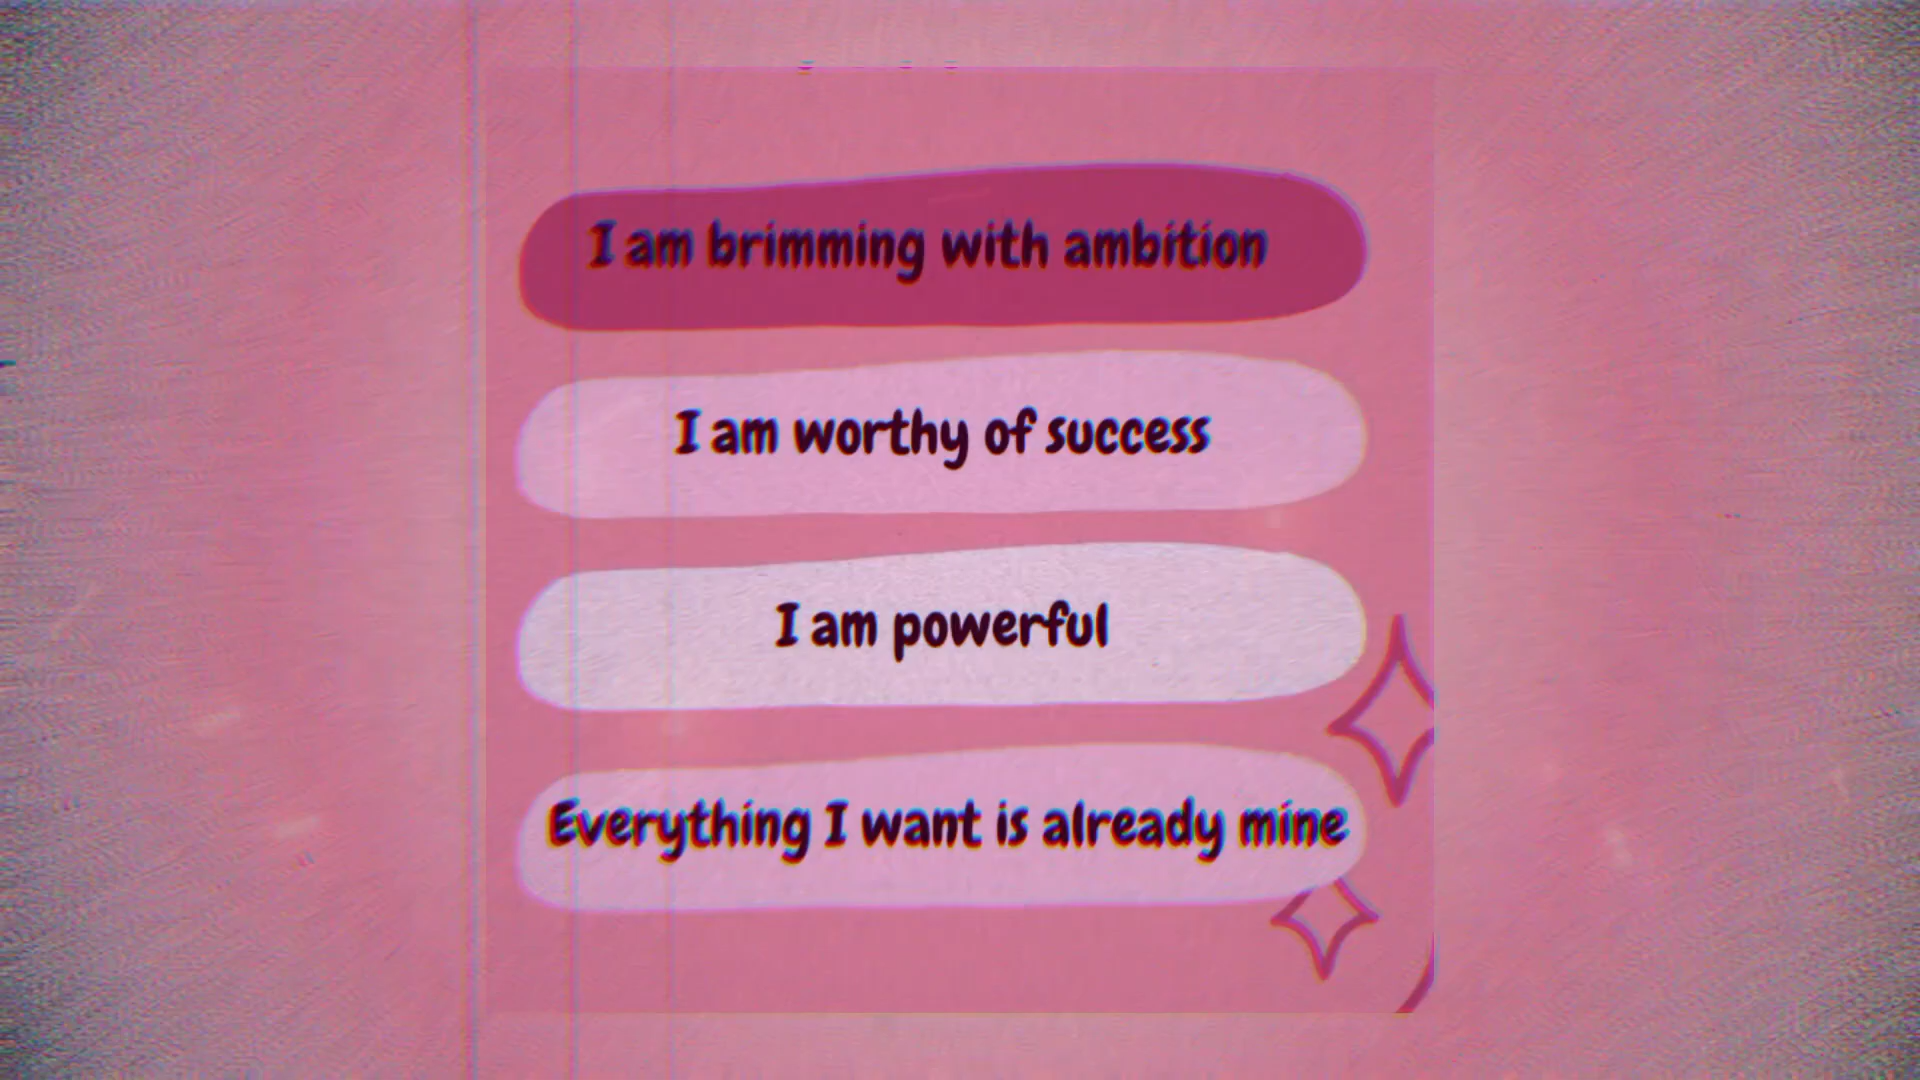 I am brimming with ambition
I am worthy of success
I am powerful
Everything I want is already mine